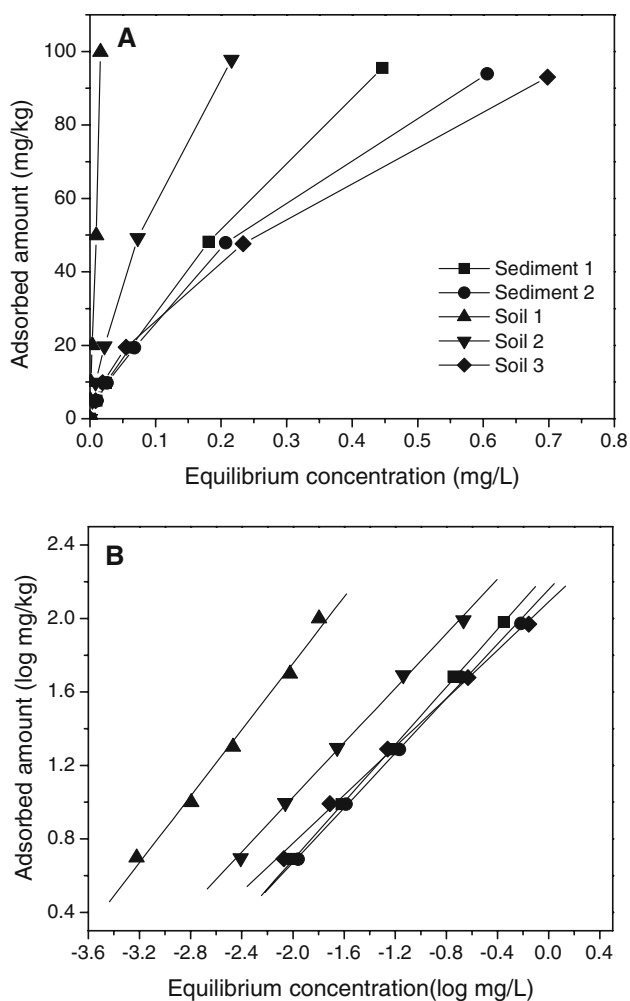 A
100
80
60
40
20
0
Adsorbed amount (mg/kg)
Sediment 1
Sediment 2
Soil 1
Soil 2
Soil 3
0.0 0.1 0.2 0.3 0.4 0.5 0.6 0.7 0.8
Equilibrium concentration (mg/L)
B
2.4
2.0
1.6
1.2
0.8
0.4
Adsorbed amount (log mg/kg)
-3.6 -3.2 -2.8 -2.4 -2.0 -1.6 -1.2 -0.8 -0.4 0.0 0.4
Equilibrium concentration(log mg/L)